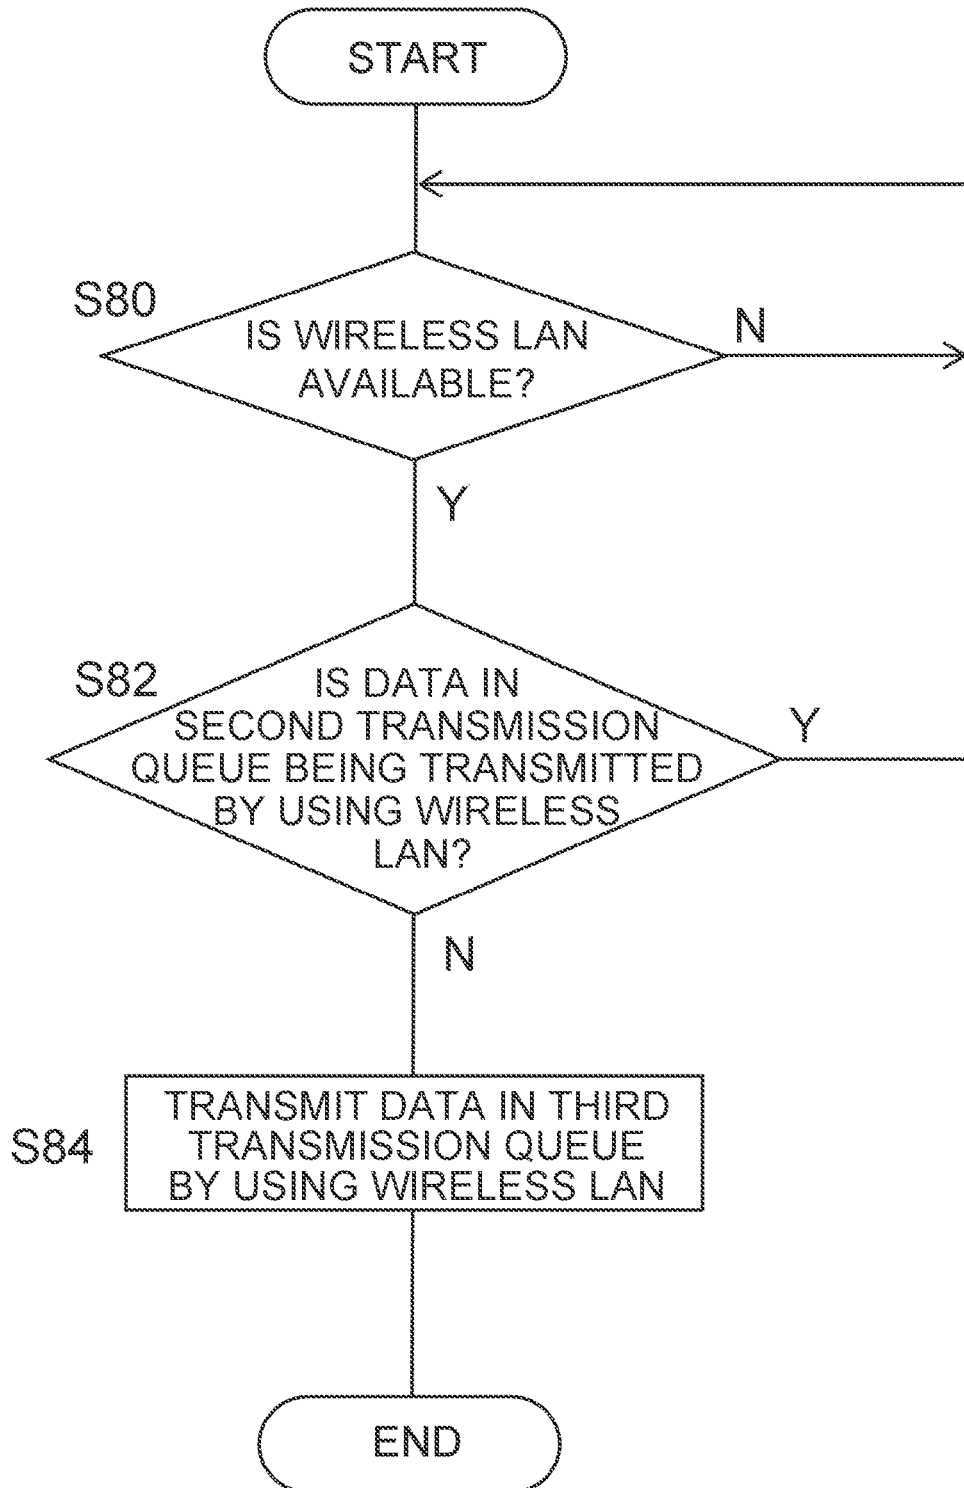 START
S80
IS WIRELESS LAN
AVAILABLE?
N
Y
S82
IS DATA IN
SECOND TRANSMISSION
QUEUE BEING TRANSMITTED
BY USING WIRELESS
LAN?
Y
N
S84
TRANSMIT DATA IN THIRD
TRANSMISSION QUEUE
BY USING WIRELESS LAN
END